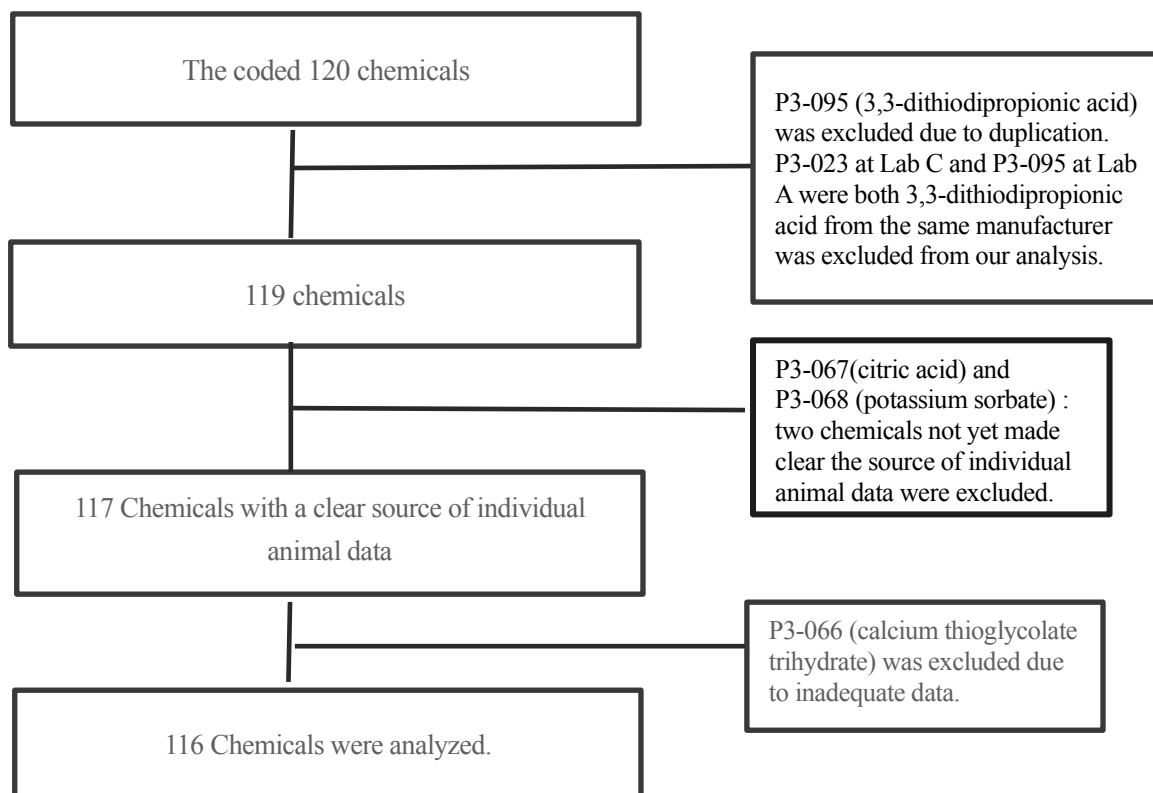 The coded 120 chemicals
P3-095 (3,3-dithiodipropionic acid)
was excluded due to duplication.
P3-023 at Lab C and P3-095 at Lab
A were both 3,3-dithiodipropionic
acid from the same manufacturer
was excluded from our analysis.
119 chemicals
P3-067(citric acid) and
P3-068 (potassium sorbate) :
two chemicals not yet made
clear the source of individual
animal data were excluded.
117 Chemicals with a clear source of individual
animal data
P3-066 (calcium thioglycolate
trihydrate) was excluded due
to inadequate data.
116 Chemicals were analyzed.